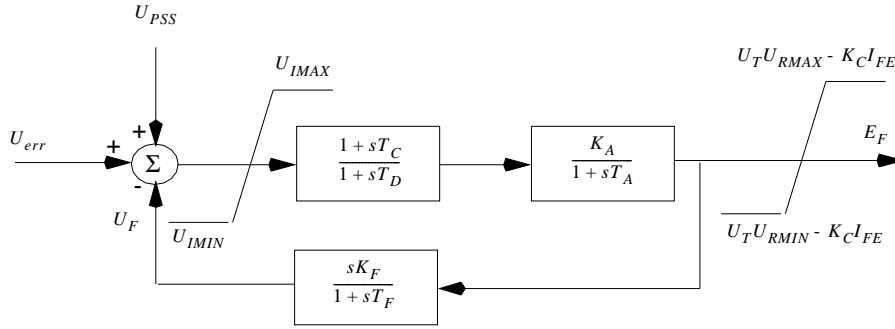 U_PSS
U_IMAX
U_T U_RMAX - K_C I_FE
U_err
+
+
Σ
-
1 + sT_C
1 + sT_D
K_A
1 + sT_A
E_F
U_F
U_IMIN
U_T U_RMIN - K_C I_FE
sK_F
1 + sT_F